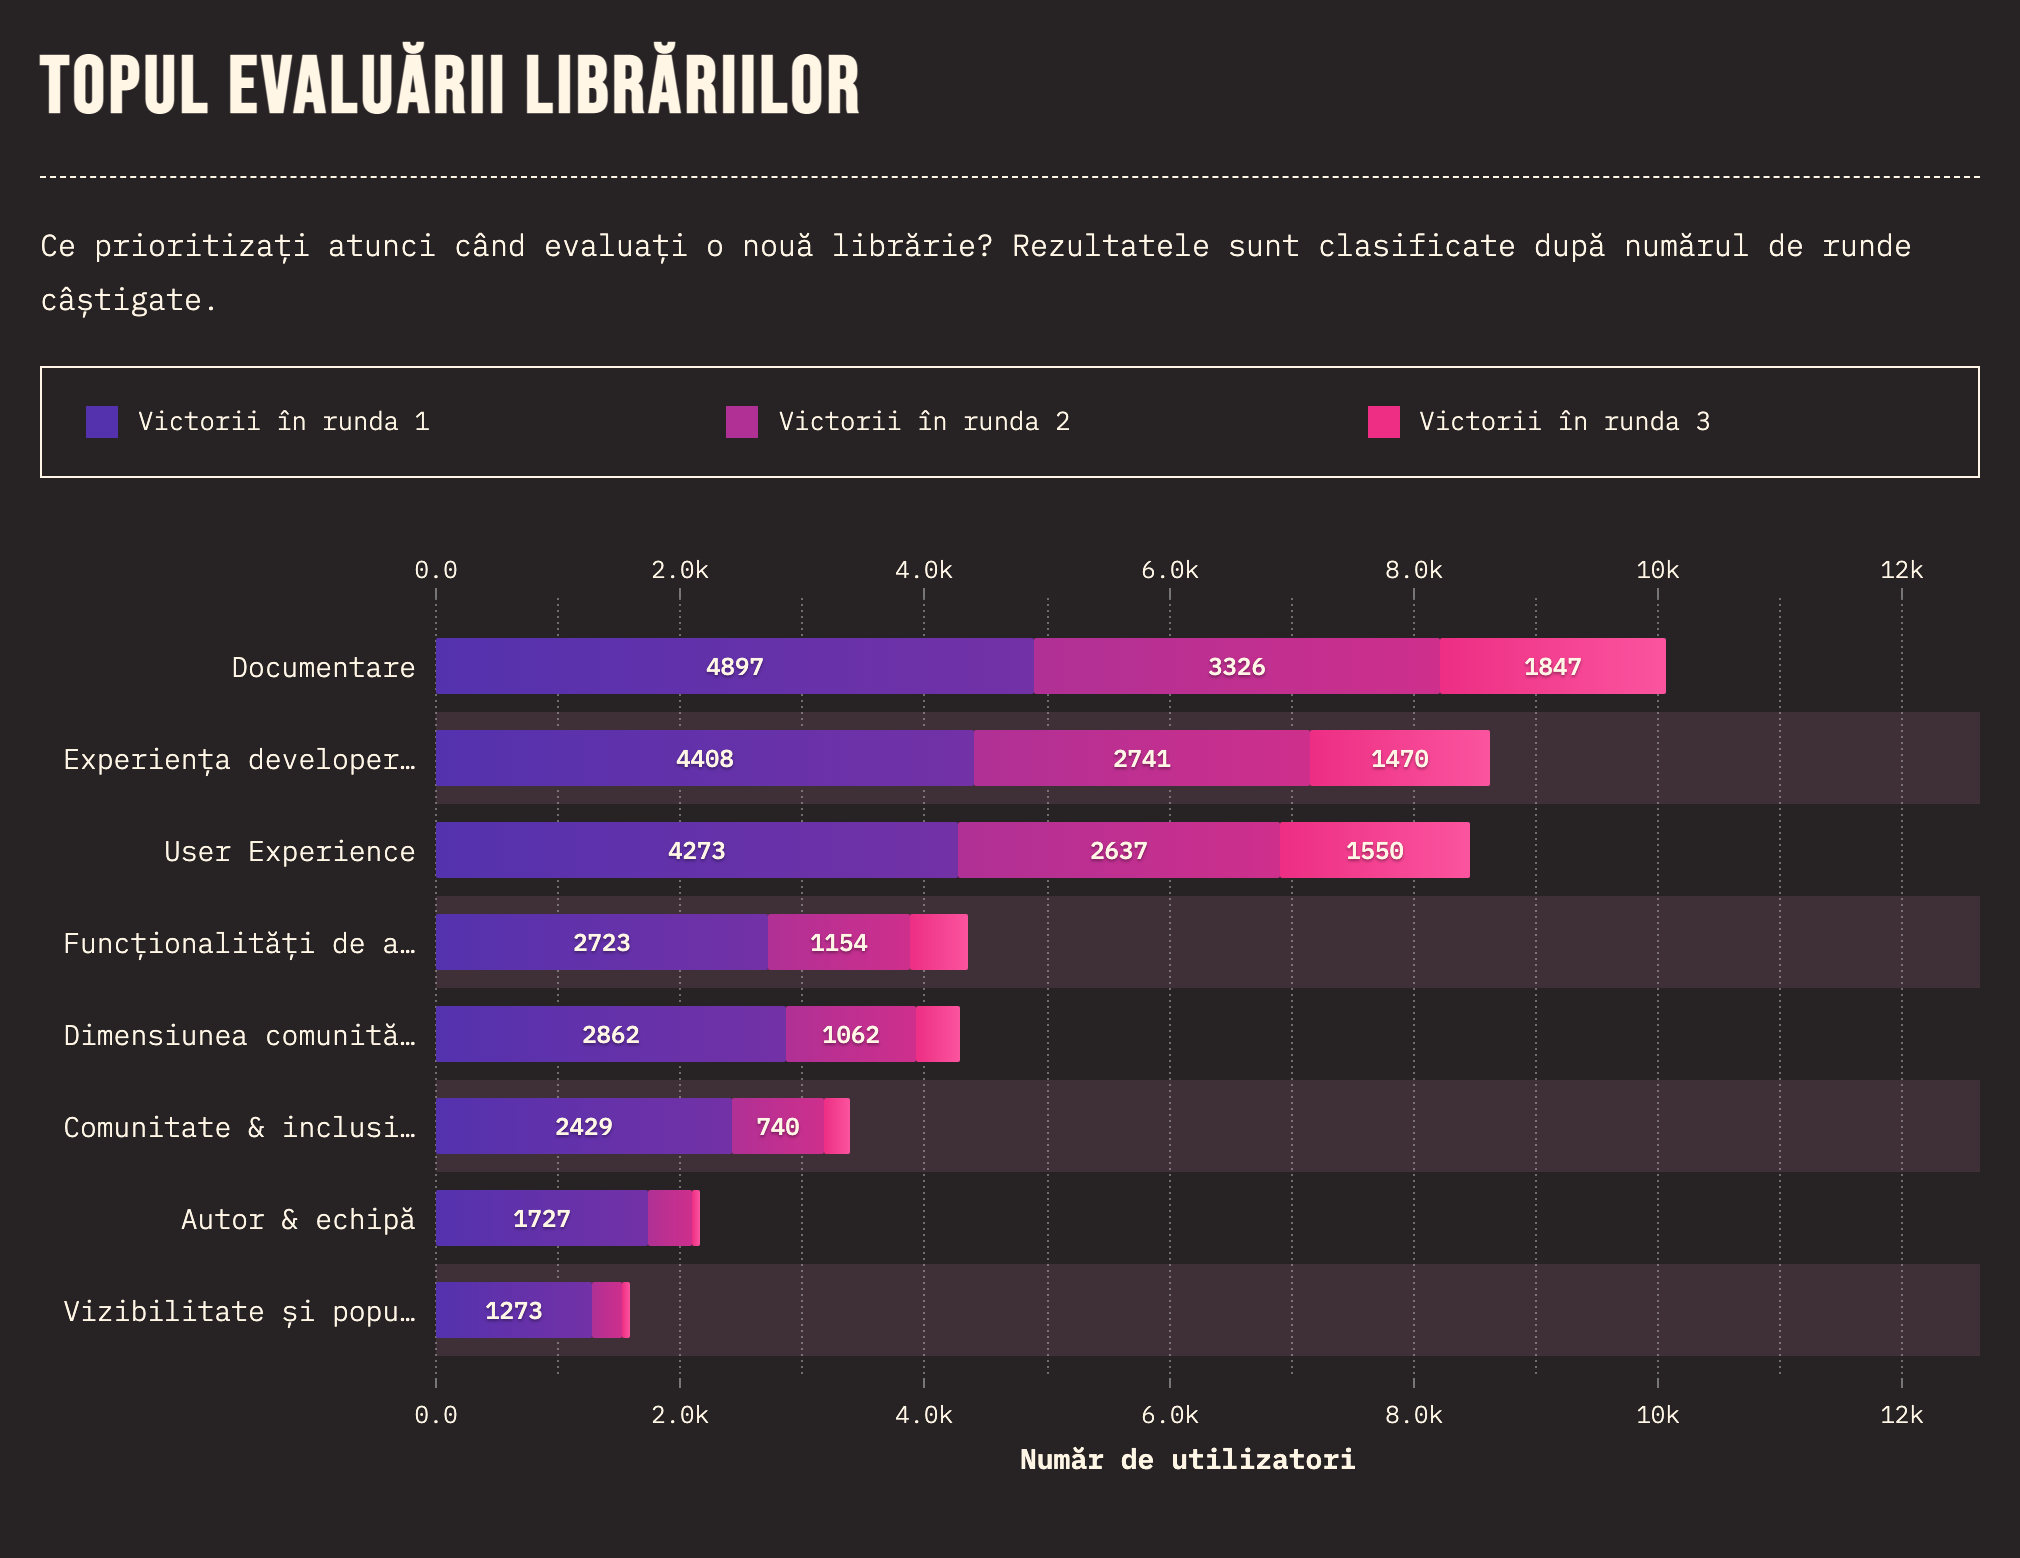 TOPUL EVALUĂRII LIBRĂRIILOR
Ce prioritizați atunci când evaluați o nouă librărie? Rezultatele sunt clasificate după numărul de runde
câștigate.
Victorii în runda 1
Victorii în runda 2
Victorii în runda 3
0.0 2.0k 4.0k 6.0k 8.0k 10k 12k
Documentare 4897 3326 1847
Experiența developer… 4408 2741 1470
User Experience 4273 2637 1550
Funcționalități de a… 2723 1154
Dimensiunea comunită… 2862 1062
Comunitate & inclusi… 2429 740
Autor & echipă 1727
Vizibilitate și popu… 1273
0.0 2.0k 4.0k 6.0k 8.0k 10k 12k
Număr de utilizatori